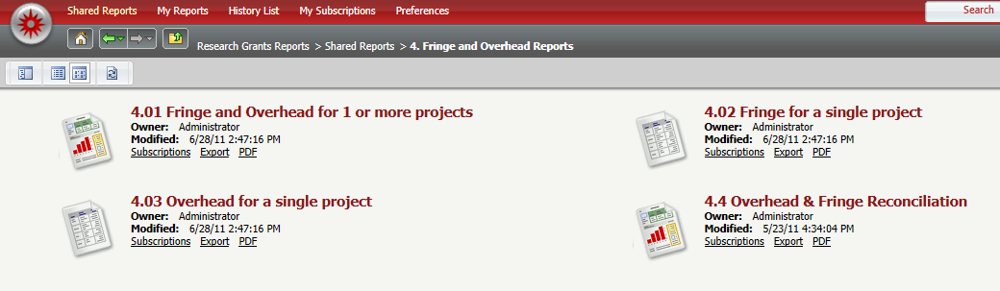 Shared Reports My Reports History List My Subscriptions Preferences Search
Research Grants Reports > Shared Reports > 4. Fringe and Overhead Reports
4.01 Fringe and Overhead for 1 or more projects
Owner: Administrator
Modified: 6/28/11 2:47:16 PM
Subscriptions Export PDF
4.02 Fringe for a single project
Owner: Administrator
Modified: 6/28/11 2:47:16 PM
Subscriptions Export PDF
4.03 Overhead for a single project
Owner: Administrator
Modified: 6/28/11 2:47:16 PM
Subscriptions Export PDF
4.4 Overhead & Fringe Reconciliation
Owner: Administrator
Modified: 5/23/11 4:34:04 PM
Subscriptions Export PDF